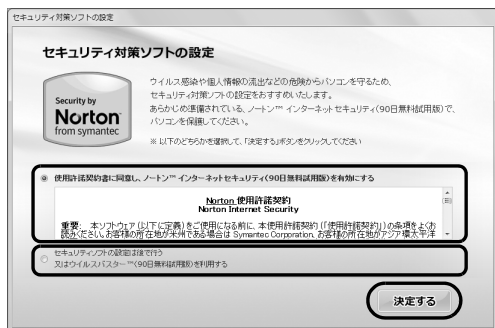 セキュリティ対策ソフトの設定
セキュリティ対策ソフトの設定
Security by
Norton
from symantec
ウイルス感染や個人情報の流出などの危険からパソコンを守るため、
セキュリティ対策ソフトの設定をおすすめいたします。
あらかじめ準備されている、ノートン™ インターネットセキュリティ(90日無料試用版)で、
パソコンを保護してください。
※ 以下のどちらかを選択して、「決定する」ボタンをクリックしてください
使用許諾契約書に同意し、ノートン™ インターネットセキュリティ(90日無料試用版)を有効にする
Norton 使用許諾契約
Norton Internet Security
重要: 本ソフトウェア(以下に定義)をご使用になる前に、本使用許諾契約(「使用許諾契約」)の条項をよくお
読みください。お客様の所在地が米州である場合は Symantec Corporation、お客様の所在地がアジア環太平洋
セキュリティソフトの設定は後で行う
又はウイルスバスター™(90日無料試用版)を利用する
決定する